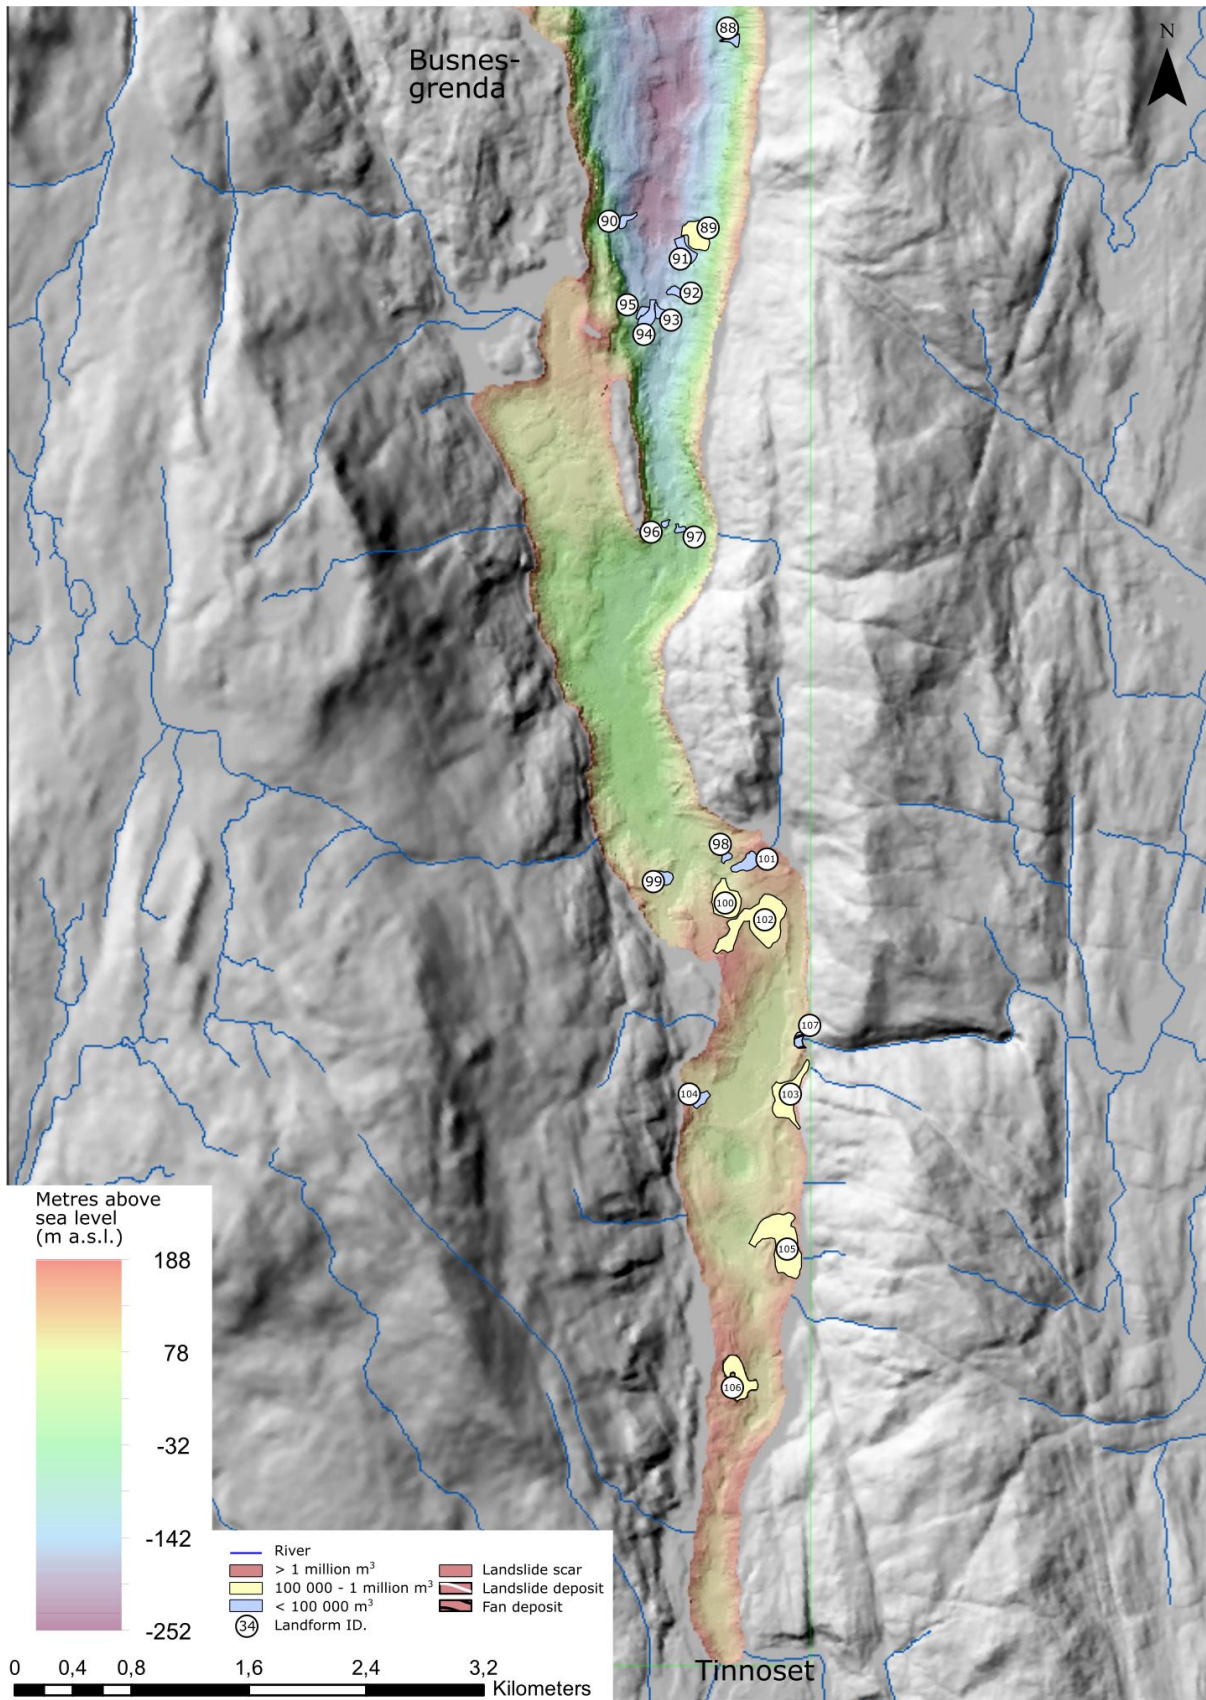 88
N
Busnes-
grenda
90
89
91
92
95
93
94
96
97
98
101
99
100
102
107
104
103
105
106
Metres above
sea level
(m a.s.l.)
188
78
-32
-142
-252
River
> 1 million m³
100 000 - 1 million m³
< 100 000 m³
34 Landform ID.
Landslide scar
Landslide deposit
Fan deposit
0 0,4 0,8 1,6 2,4 3,2
Kilometers
Tinnoset